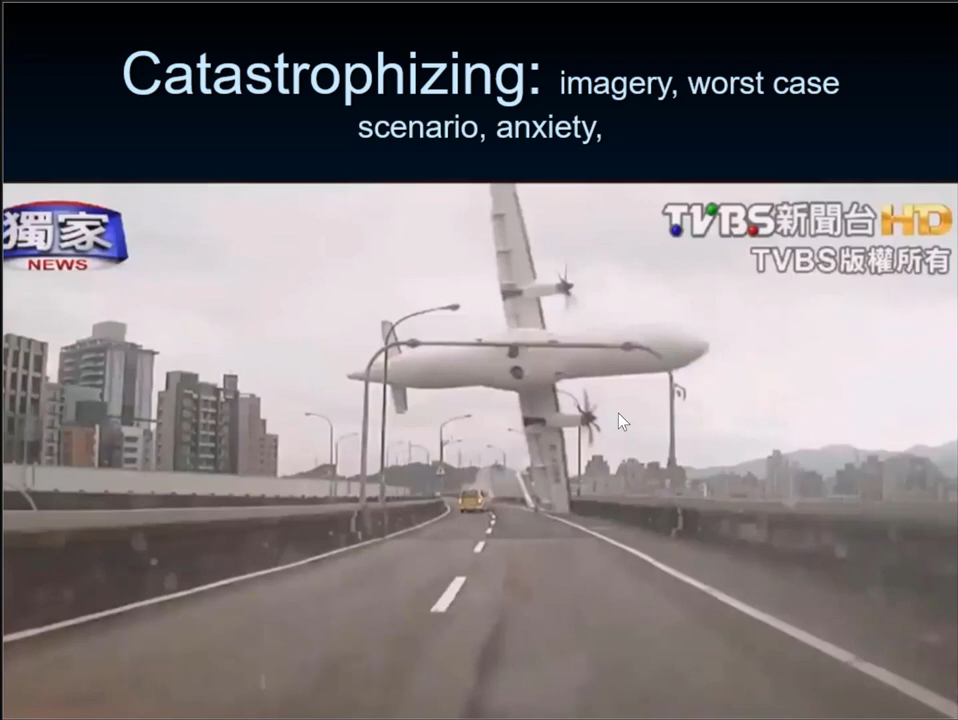 Catastrophizing: imagery, worst case
scenario, anxiety,
獨家
NEWS
TVBS新聞台HD
TVBS版權所有